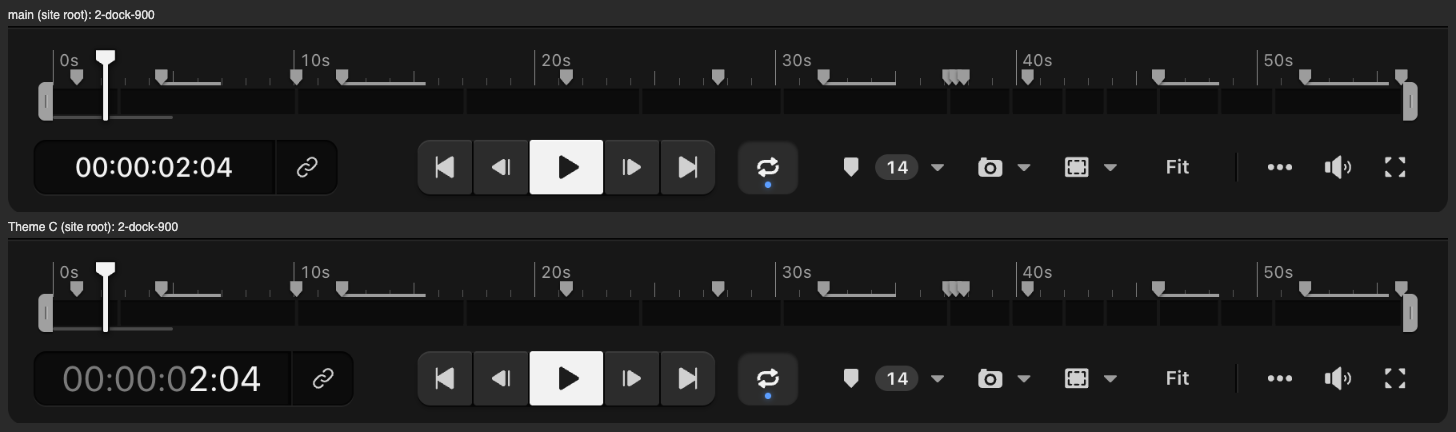 main (site root): 2-dock-900
0s 10s 20s 30s 40s 50s
00:00:02:04 14 Fit
Theme C (site root): 2-dock-900
0s 10s 20s 30s 40s 50s
00:00:02:04 14 Fit